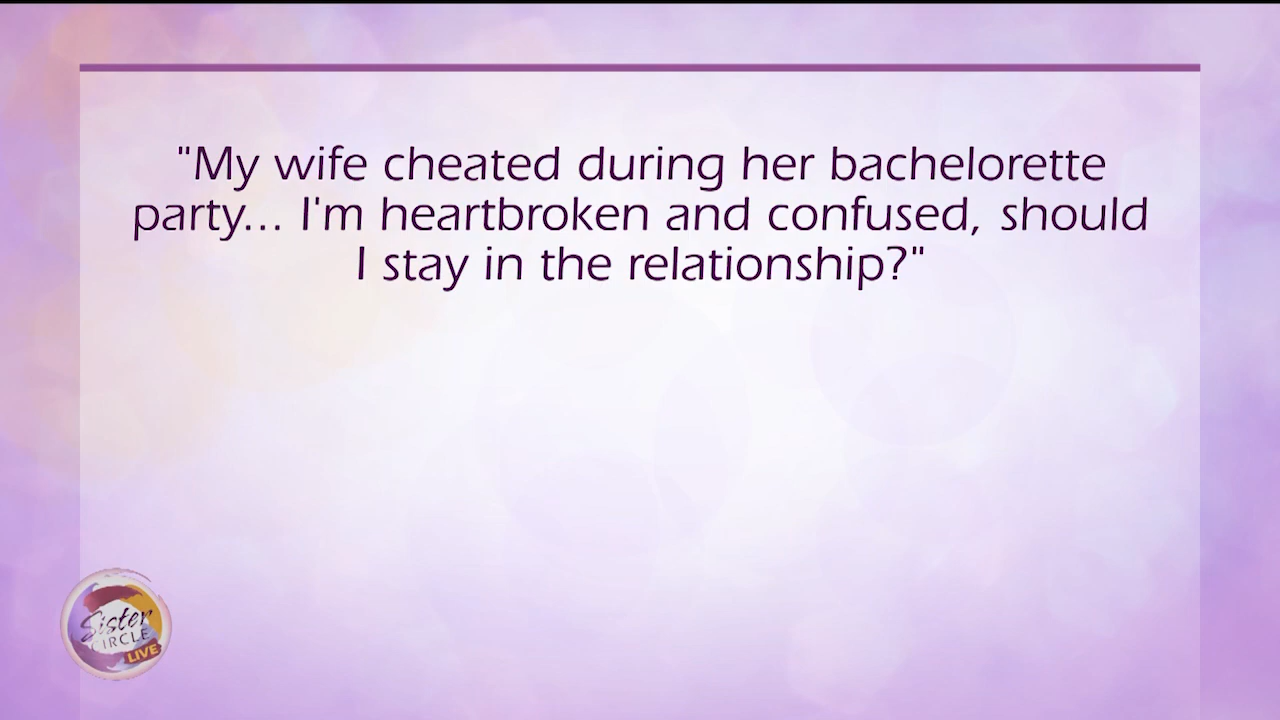 "My wife cheated during her bachelorette
party... I'm heartbroken and confused, should
I stay in the relationship?"
Sister
CIRCLE
LIVE